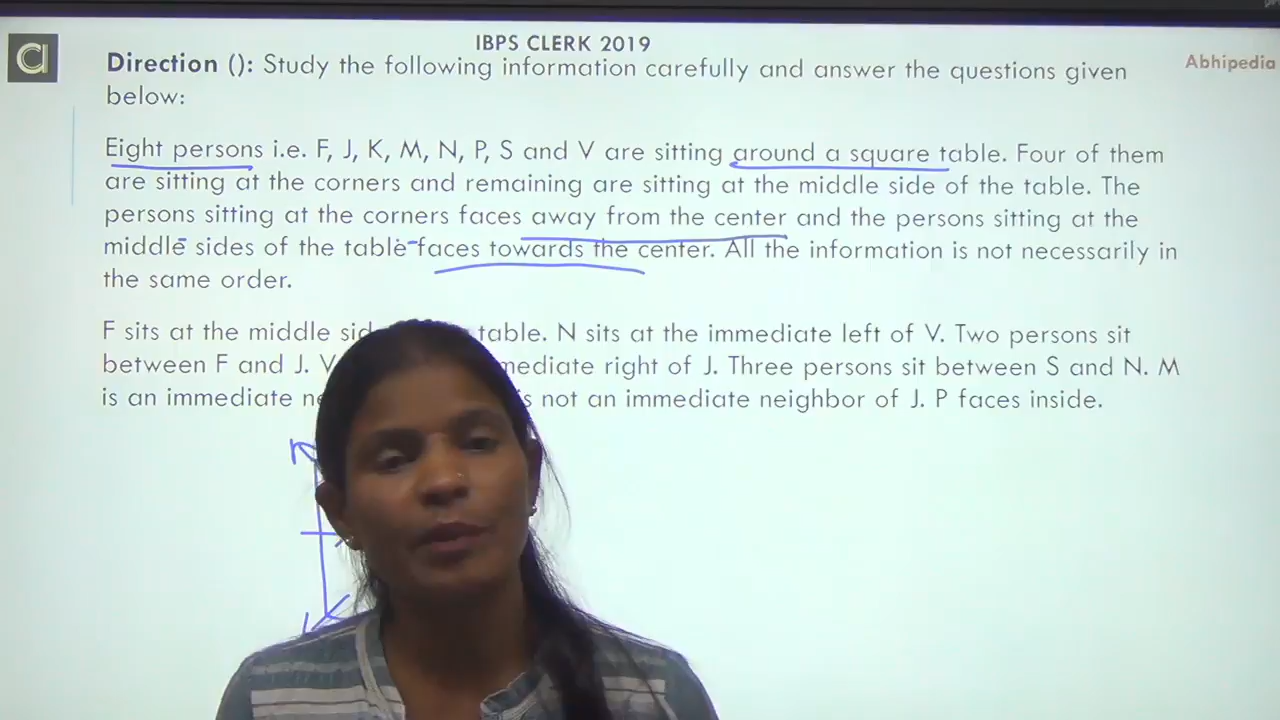 IBPS CLERK 2019
Abhipedia
Direction (): Study the following information carefully and answer the questions given
below:
Eight persons i.e. F, J, K, M, N, P, S and V are sitting around a square table. Four of them
are sitting at the corners and remaining are sitting at the middle side of the table. The
persons sitting at the corners faces away from the center and the persons sitting at the
middle sides of the table faces towards the center. All the information is not necessarily in
the same order.
F sits at the middle table. N sits at the immediate left of V. Two persons sit
between F and J. V right of J. Three persons sit between S and N. M
is an immediate not an immediate neighbor of J. P faces inside.